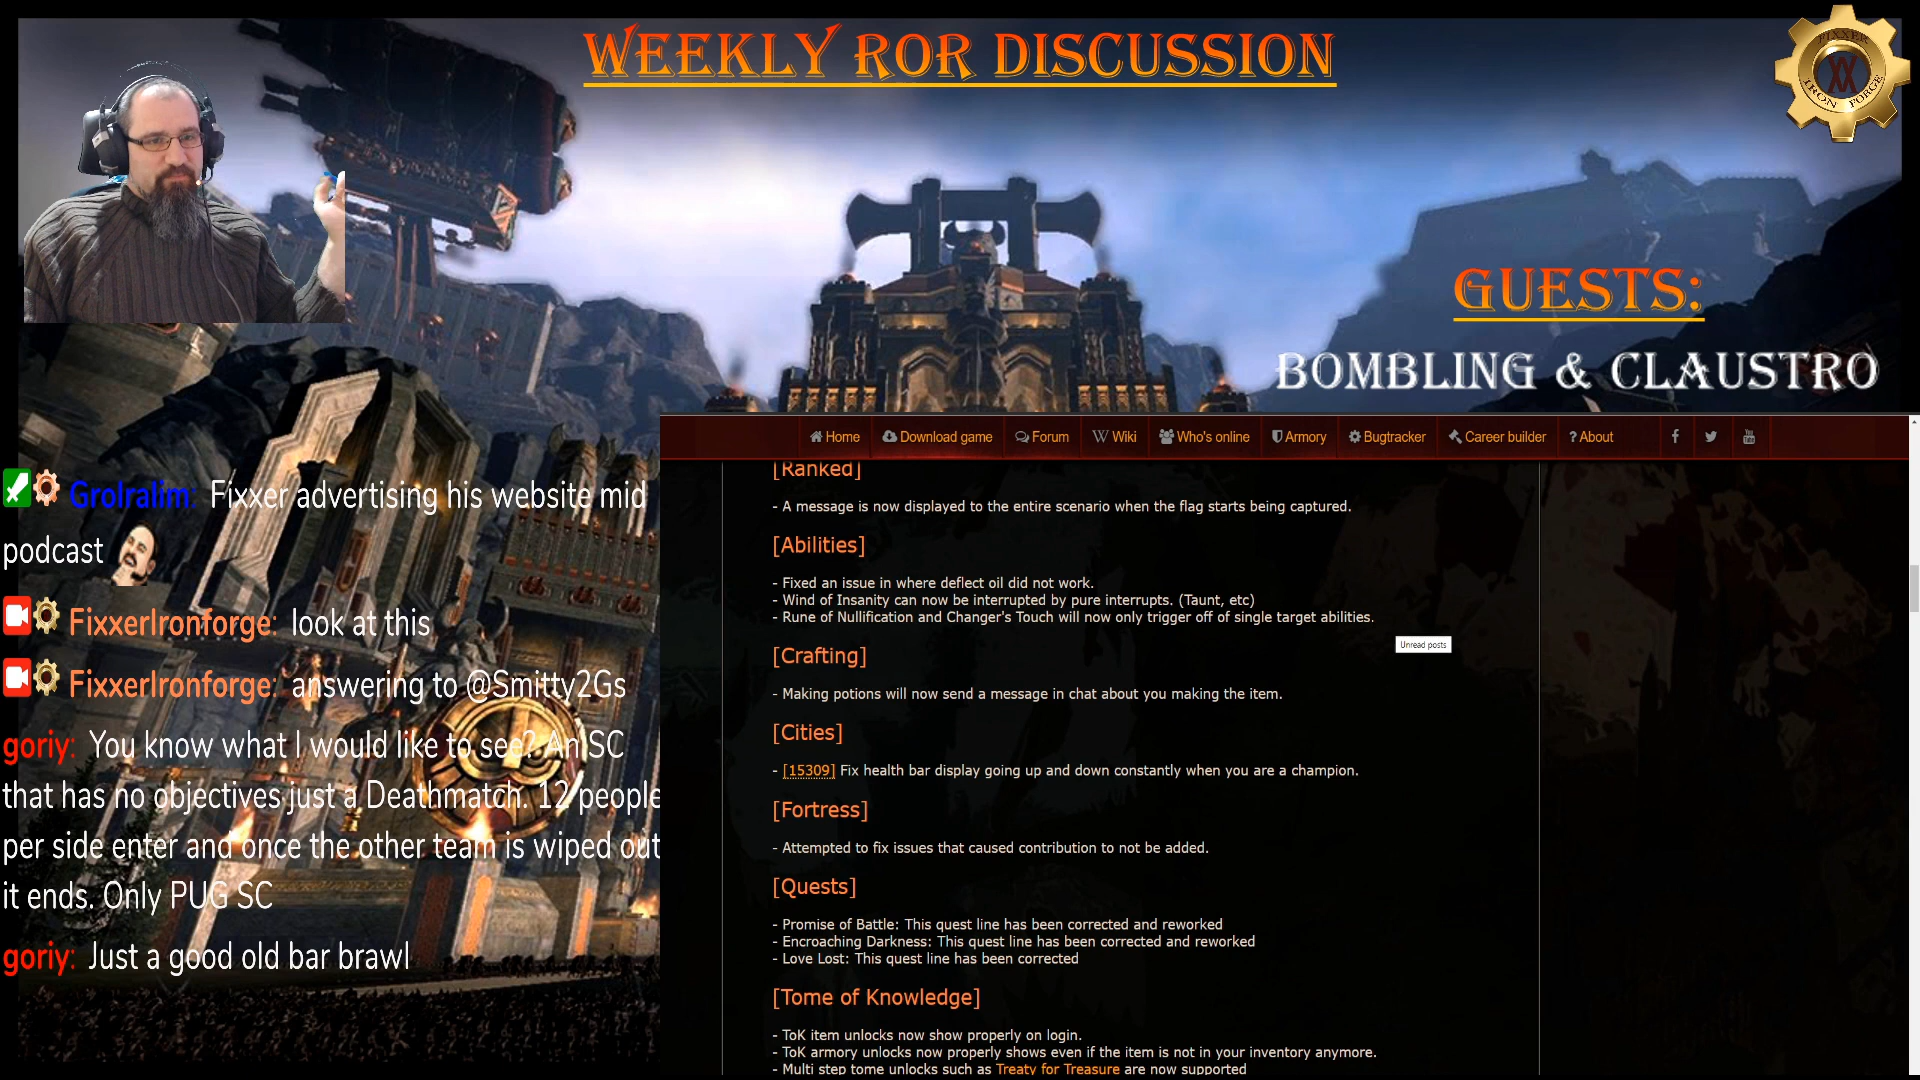 WEEKLY ROR DISCUSSION
FIXXER
IRON FORGE
GUESTS:
BOMBLING & CLAUSTRO
Home Download game Forum Wiki Who's online Armory Bugtracker Career builder About
[Ranked]
- A message is now displayed to the entire scenario when the flag starts being captured.
[Abilities]
- Fixed an issue in where deflect oil did not work.
- Wind of Insanity can now be interrupted by pure interrupts. (Taunt, etc)
- Rune of Nullification and Changer's Touch will now only trigger off of single target abilities.
Unread posts
[Crafting]
- Making potions will now send a message in chat about you making the item.
[Cities]
- [15309] Fix health bar display going up and down constantly when you are a champion.
[Fortress]
- Attempted to fix issues that caused contribution to not be added.
[Quests]
- Promise of Battle: This quest line has been corrected and reworked
- Encroaching Darkness: This quest line has been corrected and reworked
- Love Lost: This quest line has been corrected
[Tome of Knowledge]
- ToK item unlocks now show properly on login.
- ToK armory unlocks now properly shows even if the item is not in your inventory anymore.
- Multi step tome unlocks such as Treaty for Treasure are now supported
Grolralim: Fixxer advertising his website mid
podcast
FixxerIronforge: look at this
FixxerIronforge: answering to @Smitty2Gs
goriy: You know what I would like to see? An SC
that has no objectives just a Deathmatch. 12 people
per side enter and once the other team is wiped out
it ends. Only PUG SC
goriy: Just a good old bar brawl